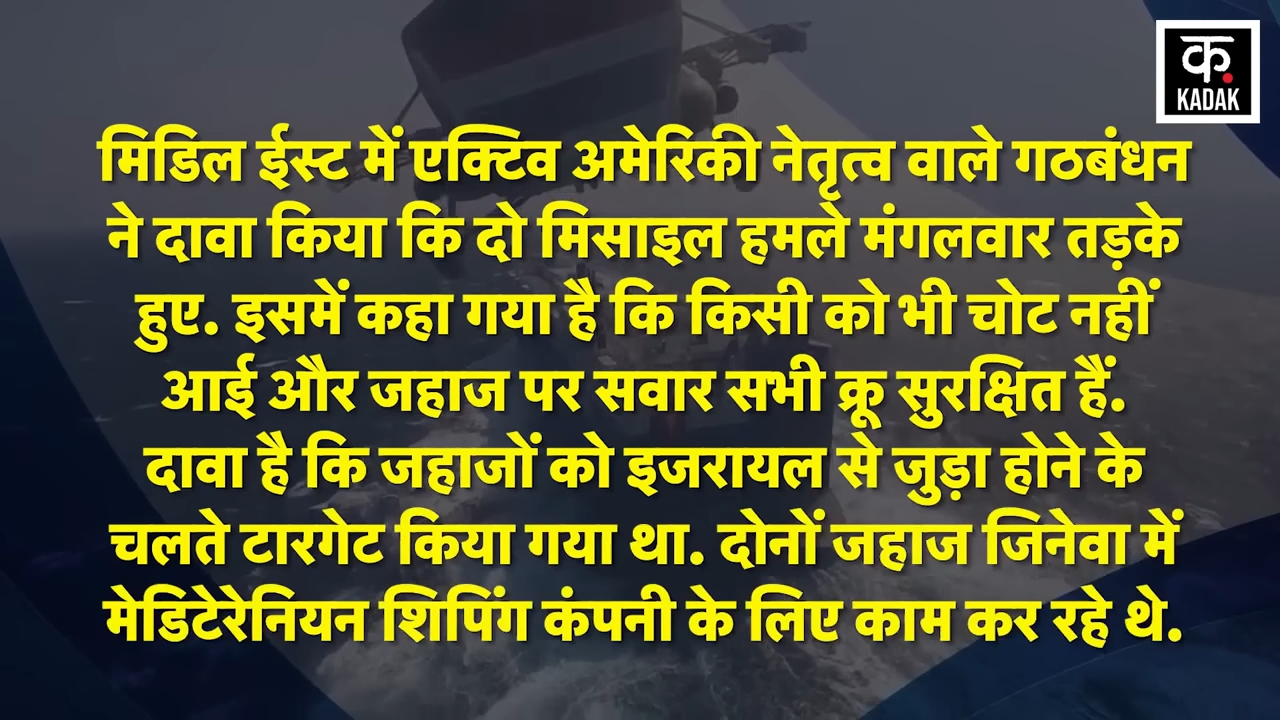 क.
KADAK
मिडिल ईस्ट में एक्टिव अमेरिकी नेतृत्व वाले गठबंधन
ने दावा किया कि दो मिसाइल हमले मंगलवार तड़के
हुए. इसमें कहा गया है कि किसी को भी चोट नहीं
आई और जहाज पर सवार सभी क्रू सुरक्षित हैं.
दावा है कि जहाजों को इजरायल से जुड़ा होने के
चलते टारगेट किया गया था. दोनों जहाज जिनेवा में
मेडिटेरेनियन शिपिंग कंपनी के लिए काम कर रहे थे.